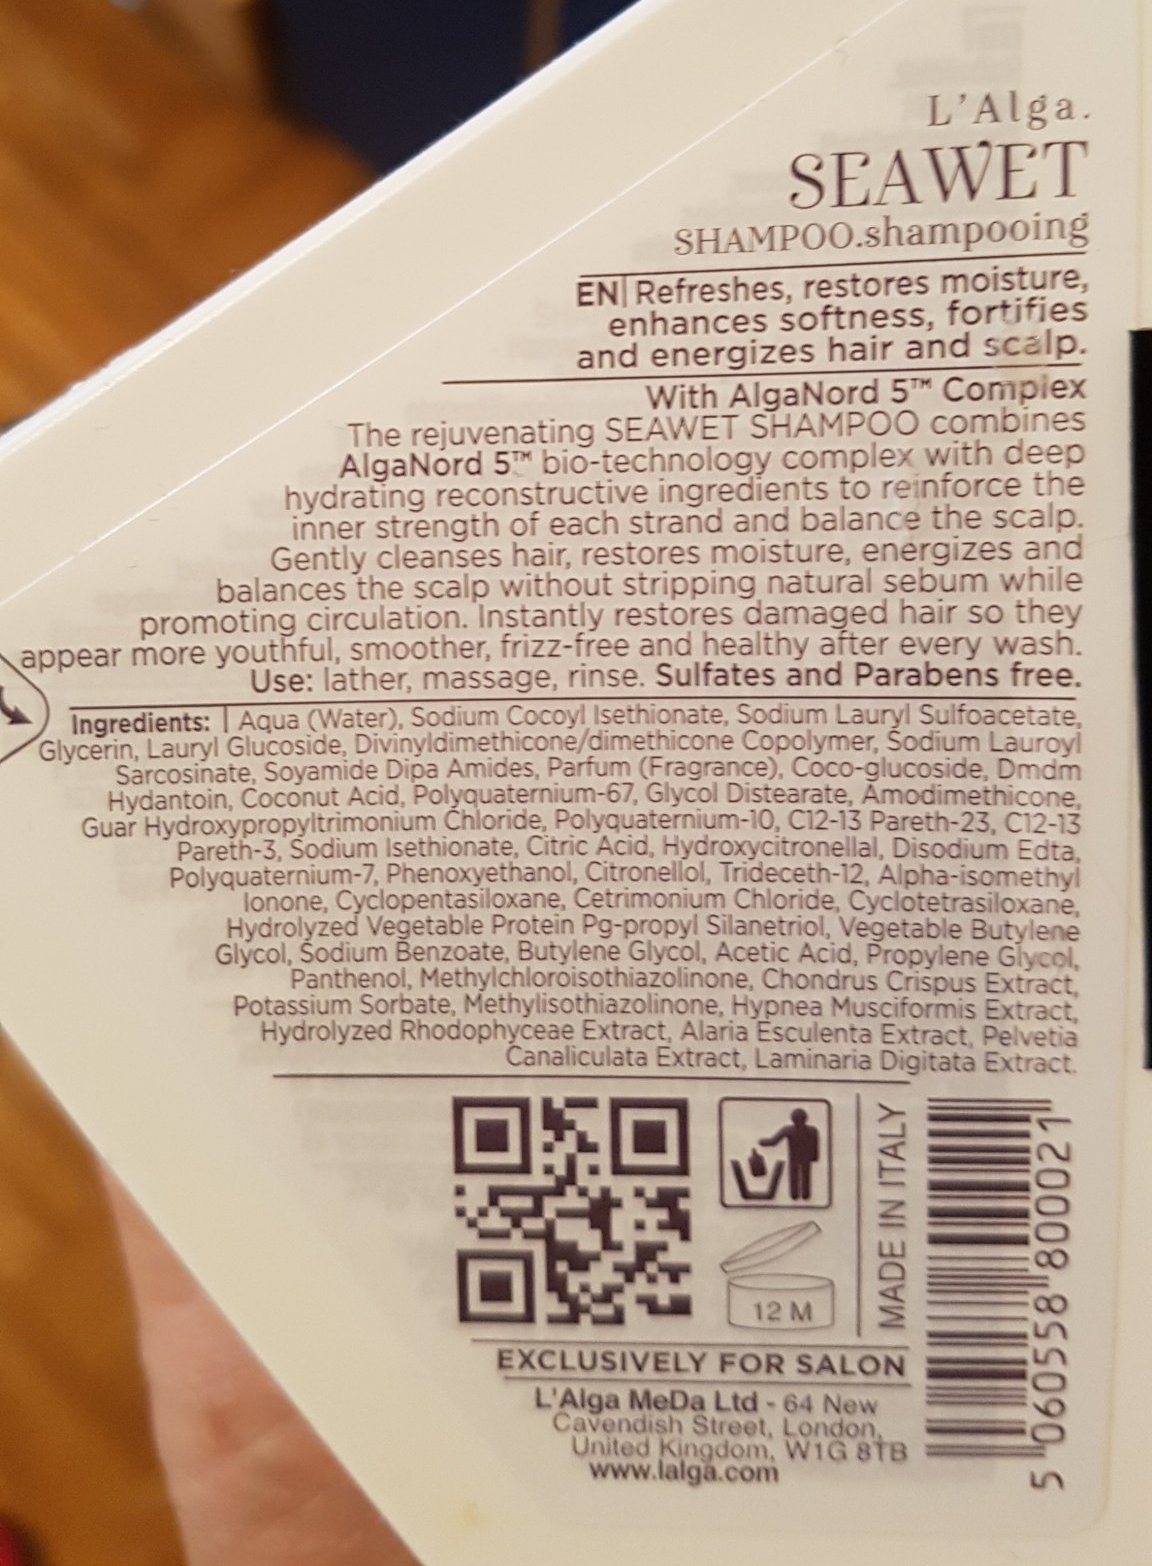 L'Alga.
SEAWET
SHAMPOO.shampooing
EN| Refreshes, restores moisture,
enhances softness, fortifies
and energizes hair and scalp.
With AlgaNord 5™ Complex
The rejuvenating SEAWET SHAMPOO combines
AlgaNord 5™ bio-technology complex with deep
hydrating reconstructive ingredients to reinforce the
inner strength of each strand and balance the scalp.
Gently cleanses hair, restores moisture, energizes and
balances the scalp without stripping natural sebum while
promoting circulation. Instantly restores damaged hair so they
appear more youthful, smoother, frizz-free and healthy after every wash.
Use: lather, massage, rinse. Sulfates and Parabens free.
Ingredients: | Aqua (Water), Sodium Cocoyl Isethionate, Sodium Lauryl Sulfoacetate,
Glycerin, Lauryl Glucoside, Divinyldimethicone/dimethicone Copolymer, Sodium Lauroyl
Sarcosinate, Soyamide Dipa Amides, Parfum (Fragrance), Coco-glucoside, Dmdm
Hydantoin, Coconut Acid, Polyquaternium-67, Glycol Distearate, Amodimethicone,
Guar Hydroxypropyltrimonium Chloride, Polyquaternium-10, C12-13 Pareth-23, C12-13
Pareth-3, Sodium Isethionate, Citric Acid, Hydroxycitronellal, Disodium Edta,
Polyquaternium-7, Phenoxyethanol, Citronellol, Trideceth-12, Alpha-isomethyl
Ionone, Cyclopentasiloxane, Cetrimonium Chloride, Cyclotetrasiloxane,
Hydrolyzed Vegetable Protein Pg-propyl Silanetriol, Vegetable Butylene
Glycol, Sodium Benzoate, Butylene Glycol, Acetic Acid, Propylene Glycol,
Panthenol, Methylchloroisothiazolinone, Chondrus Crispus Extract,
Potassium Sorbate, Methylisothiazolinone, Hypnea Musciformis Extract,
Hydrolyzed Rhodophyceae Extract, Alaria Esculenta Extract, Pelvetia
Canaliculata Extract, Laminaria Digitata Extract.
12 M
MADE IN ITALY
5 060558 800021
EXCLUSIVELY FOR SALON
L'Alga MeDa Ltd - 64 New
Cavendish Street, London,
United Kingdom, W1G 8TB
www.lalga.com